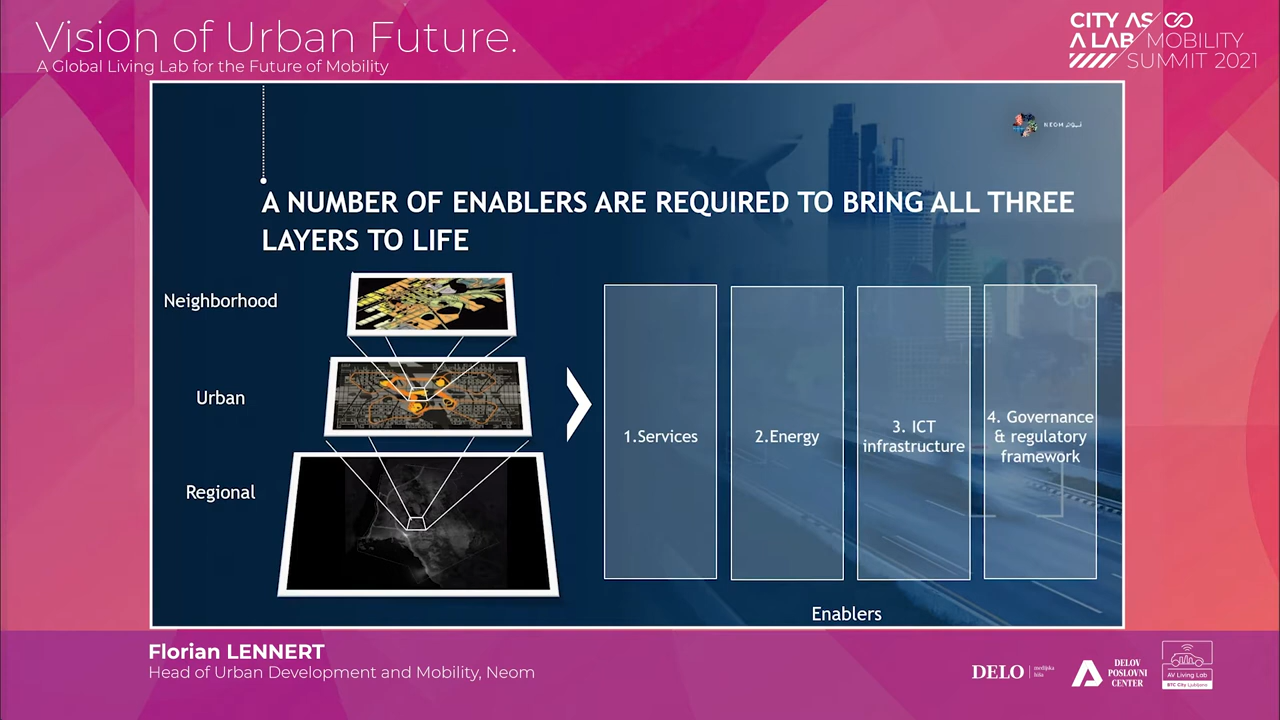 Vision of Urban Future.
A Global Living Lab for the Future of Mobility
CITY AS
A LAB MOBILITY
SUMMIT 2021
NEOM نيوم
A NUMBER OF ENABLERS ARE REQUIRED TO BRING ALL THREE
LAYERS TO LIFE
Neighborhood
Urban
Regional
1.Services
2.Energy
3. ICT
infrastructure
4. Governance
& regulatory
framework
Enablers
Florian LENNERT
Head of Urban Development and Mobility, Neom
DELO medijska
hiša
DELOV
POSLOVNI
CENTER
AV Living Lab
BTC City Ljubljana